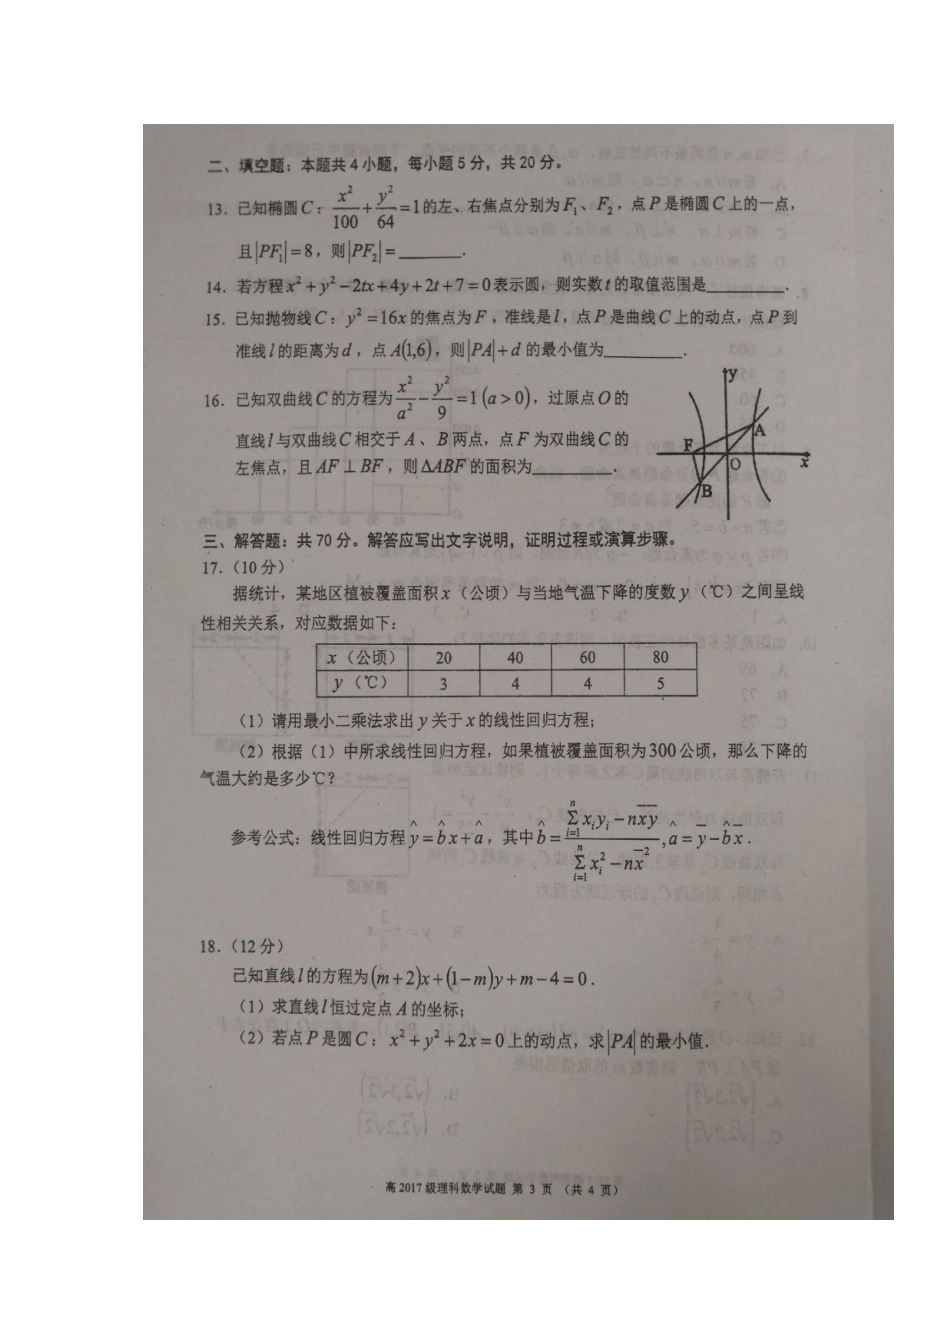 二、填空题：本题共4小题，每小题5分，共20分。
13．已知椭圆C：x²/100+y²/64=1的左、右焦点分别为F₁、F₂，点P是椭圆C上的一点，
且|PF₁|=8，则|PF₂|=______．
14．若方程x²+y²−2tx+4y+2t+7=0表示圆，则实数t的取值范围是________．
15．已知抛物线C：y²=16x的焦点为F，准线是l，点P是曲线C上的动点，点P到
准线l的距离为d，点A(1,6)，则|PA|+d的最小值为________．
16．已知双曲线C的方程为x²/a²−y²/9=1(a>0)，过原点O的
直线l与双曲线C相交于A、B两点，点F为双曲线C的
左焦点，且AF⊥BF，则△ABF的面积为________．
y
A
F
O
x
B
三、解答题：共70分。解答应写出文字说明，证明过程或演算步骤。
17．（10分）
据统计，某地区植被覆盖面积x（公顷）与当地气温下降的度数y（℃）之间呈线
性相关关系，对应数据如下：
x（公顷） 20 40 60 80
y（℃） 3 4 4 5
（1）请用最小二乘法求出y关于x的线性回归方程；
（2）根据（1）中所求线性回归方程，如果植被覆盖面积为300公顷，那么下降的
气温大约是多少℃？
参考公式：线性回归方程ŷ=b̂x+â，其中b̂=(∑ᵢ₌₁ⁿxᵢyᵢ−nx̄ȳ)/(∑ᵢ₌₁ⁿxᵢ²−nx̄²)，â=ȳ−b̂x̄．
18．（12分）
已知直线l的方程为(m+2)x+(1−m)y+m−4=0．
（1）求直线l恒过定点A的坐标；
（2）若点P是圆C：x²+y²+2x=0上的动点，求|PA|的最小值．
高2017级理科数学试题 第3页 （共4页）